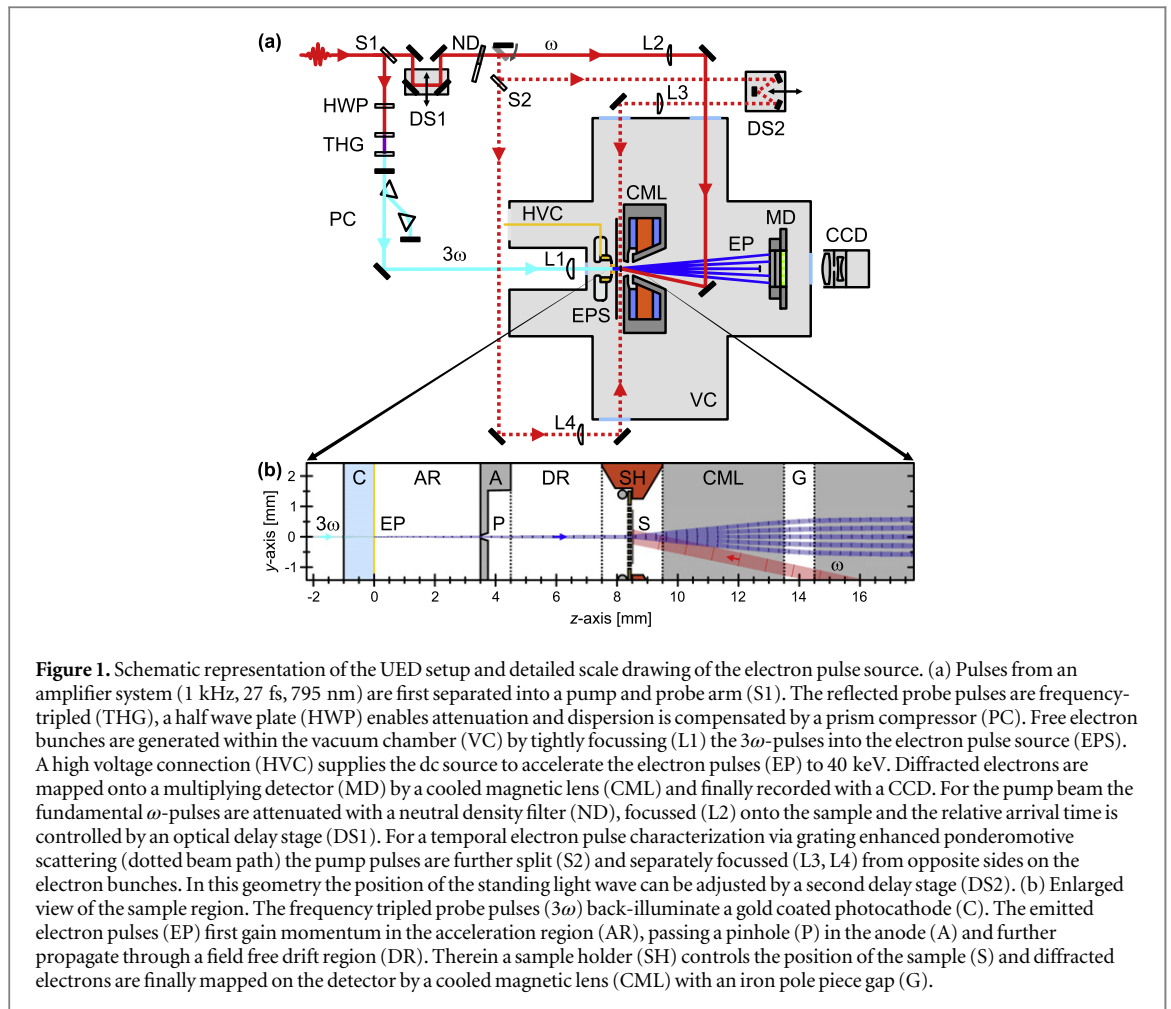 (a)
S1
ND
ω
L2
HWP
DS1
S2
L3
DS2
THG
CML
PC
HVC
MD
EP
CCD
3ω
L1
EPS
VC
L4
(b)
C
AR
A
DR
SH
CML
G
2
1
0
-1
y-axis [mm]
3ω
EP
P
S
ω
-2
0
2
4
6
8
10
12
14
16
z-axis [mm]
Figure 1. Schematic representation of the UED setup and detailed scale drawing of the electron pulse source. (a) Pulses from an
amplifier system (1 kHz, 27 fs, 795 nm) are first separated into a pump and probe arm (S1). The reflected probe pulses are frequency-
tripled (THG), a half wave plate (HWP) enables attenuation and dispersion is compensated by a prism compressor (PC). Free electron
bunches are generated within the vacuum chamber (VC) by tightly focussing (L1) the 3ω-pulses into the electron pulse source (EPS).
A high voltage connection (HVC) supplies the dc source to accelerate the electron pulses (EP) to 40 keV. Diffracted electrons are
mapped onto a multiplying detector (MD) by a cooled magnetic lens (CML) and finally recorded with a CCD. For the pump beam the
fundamental ω-pulses are attenuated with a neutral density filter (ND), focussed (L2) onto the sample and the relative arrival time is
controlled by an optical delay stage (DS1). For a temporal electron pulse characterization via grating enhanced ponderomotive
scattering (dotted beam path) the pump pulses are further split (S2) and separately focussed (L3, L4) from opposite sides on the
electron bunches. In this geometry the position of the standing light wave can be adjusted by a second delay stage (DS2). (b) Enlarged
view of the sample region. The frequency tripled probe pulses (3ω) back-illuminate a gold coated photocathode (C). The emitted
electron pulses (EP) first gain momentum in the acceleration region (AR), passing a pinhole (P) in the anode (A) and further
propagate through a field free drift region (DR). Therein a sample holder (SH) controls the position of the sample (S) and diffracted
electrons are finally mapped on the detector by a cooled magnetic lens (CML) with an iron pole piece gap (G).